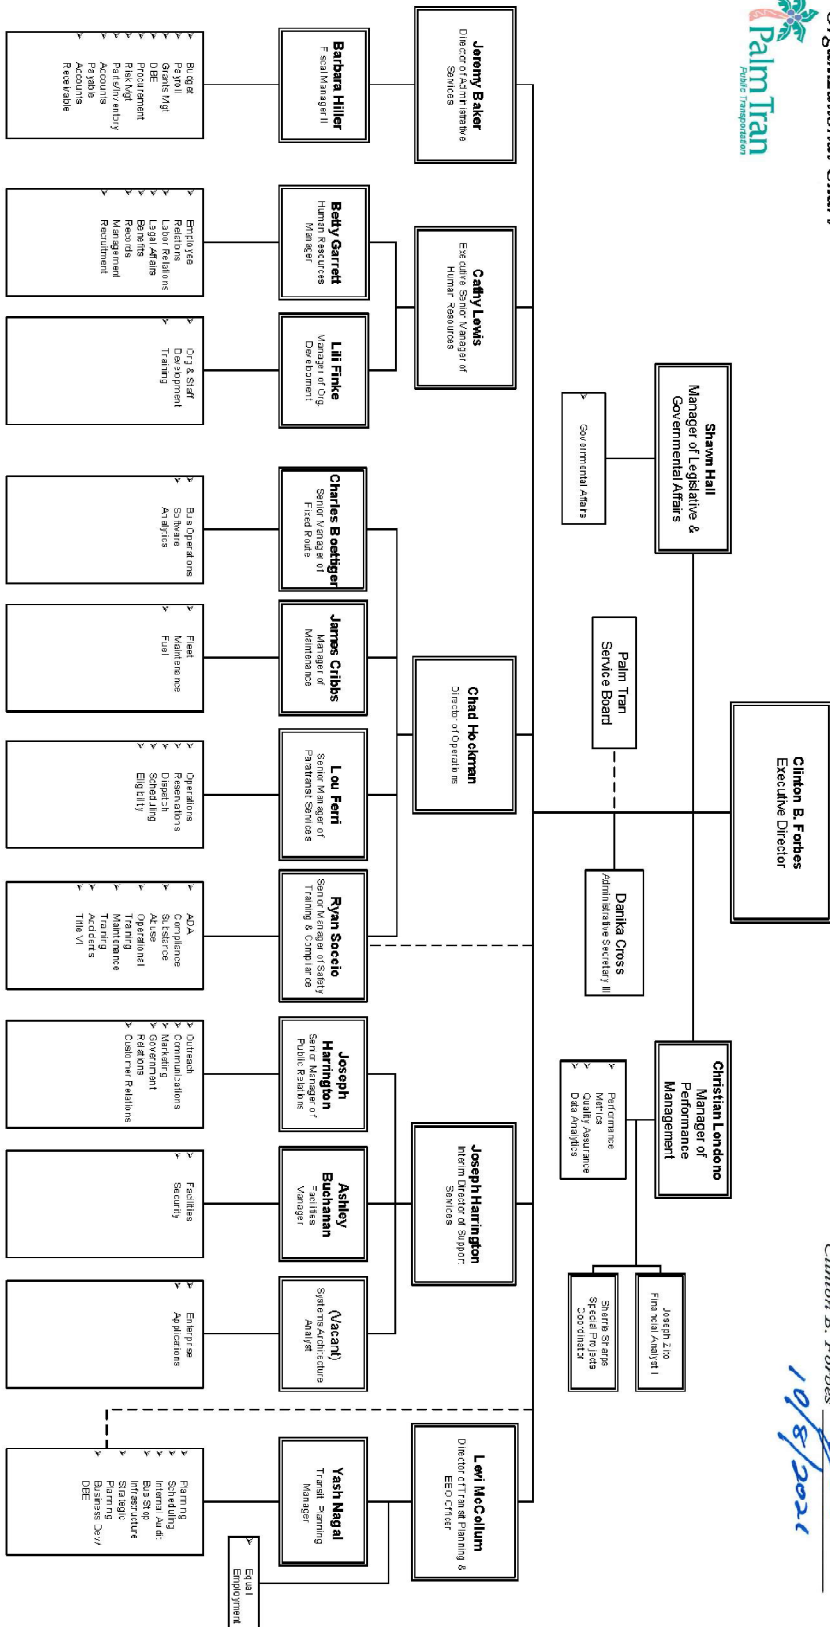 Organizational Chart
Palm Tran
Public Transportation
Clinton B. Forbes
10/8/2021
Clinton B. Forbes
Executive Director
Shawn Hall
Manager of Legislative &
Governmental Affairs
Governmental Affairs
Palm Tran
Service Board
Danika Cross
Administrative Secretary III
Christian Londono
Manager of
Performance
Management
Performance
Metrics
Quality Assurance
Data Analytics
Joseph Zito
Financial Analyst I
Sherrie Sharps
Special Projects
Coordinator
Jeremy Baker
Director of Administrative
Services
Cathy Lewis
Executive Senior Manager of
Human Resources
Chad Hockman
Director of Operations
Joseph Harrington
Interim Director of Support
Services
Levi McCollum
Director of Transit Planning &
EEO Officer
Barbara Hiller
Fiscal Manager II
Betty Garrett
Human Resources
Manager
Lili Finke
Manager of Org.
Development
Charles Boettiger
Senior Manager of
Fixed Route
James Cribbs
Manager of
Maintenance
Lou Ferri
Senior Manager of
Paratransit Services
Ryan Soccio
Senior Manager of Safety
Training & Compliance
Joseph
Harrington
Senior Manager of
Public Relations
Ashley
Buchanan
Facilities
Manager
(Vacant)
Systems Architecture
Analyst
Yash Nagal
Transit Planning
Manager
Equal
Employment
Budget
Payroll
Grants Mgt
DBE
Procurement
Risk Mgt
Parts/Inventory
Accounts
Payable
Accounts
Receivable
Employee
Relations
Labor Relations
Legal Affairs
Benefits
Records
Management
Recruitment
Org & Staff
Development
Training
Bus Operations
Software
Analytics
Fleet
Maintenance
Fuel
Operations
Reservations
Dispatch
Scheduling
Eligibility
ADA
Compliance
Substance
Abuse
Operational
Training
Maintenance
Training
Accidents
Title VI
Outreach
Communications
Marketing
Government
Relations
Customer Relations
Facilities
Security
Enterprise
Applications
Planning
Scheduling
Internal Audit
Bus Stop
Infrastructure
Strategic
Planning
Business Dev/
DBE